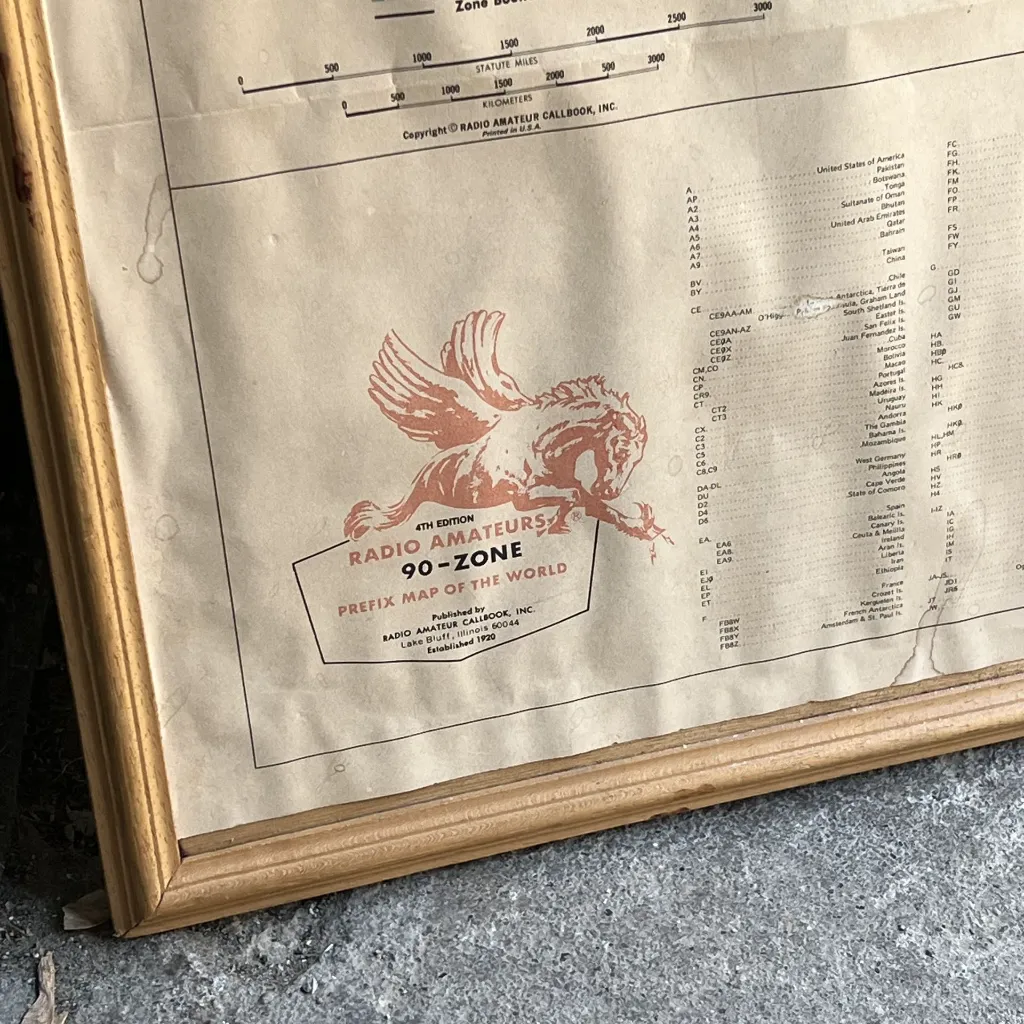 Zone
0 500 1000 1500 2000 2500 3000
STATUTE MILES
0 500 1000 1500 2000 500 3000
KILOMETERS
Copyright © RADIO AMATEUR CALLBOOK, INC.
Printed in U.S.A.
4TH EDITION
RADIO AMATEURS ®
90-ZONE
PREFIX MAP OF THE WORLD
Published by
RADIO AMATEUR CALLBOOK, INC.
Lake Bluff, Illinois 60044
Established 1920
A United States of America
AP Pakistan
A2 Botswana
A3 Tonga
A4 Sultanate of Oman
A5 Bhutan
A6 United Arab Emirates
A7 Qatar
A9 Bahrain
BV Taiwan
BY China
CE Chile
CE9AA-AM Antarctica, Tierra de
O'Higg ula, Graham Land
CE9AN-AZ South Shetland Is.
CE0A Easter Is.
CE0X San Felix Is.
CE0Z Juan Fernandez Is.
CM,CO Cuba
CN Morocco
CP Bolivia
CR9 Macao
CT Portugal
CT2 Azores Is.
CT3 Madeira Is.
CX Uruguay
C2 Nauru
C3 Andorra
C5 The Gambia
C6 Bahama Is.
C8,C9 Mozambique
DA-DL West Germany
DU Philippines
D2 Angola
D4 Cape Verde
D6 State of Comoro
EA Spain
EA6 Balearic Is.
EA8 Canary Is.
EA9 Ceuta & Melilla
EI Ireland
EJ0 Aran Is.
EL Liberia
EP Iran
ET Ethiopia
F France
FB8W Crozet Is.
FB8X Kerguelen Is.
FB8Y French Antarctica
FB8Z Amsterdam & St. Paul Is.
FC
FG
FH
FK
FM
FO
FP
FR
FS
FW
FY
G
GD
GI
GJ
GM
GU
GW
HA
HB
HB0
HC
HC8
HG
HH
HI
HK
HK0
HK0
HL,HM
HP
HR
HR0
HS
HV
HZ
H4
I-IZ
IA
IC
IG
IH
IM
IS
IT
JA-JS
JD1
JR6
JT
JW